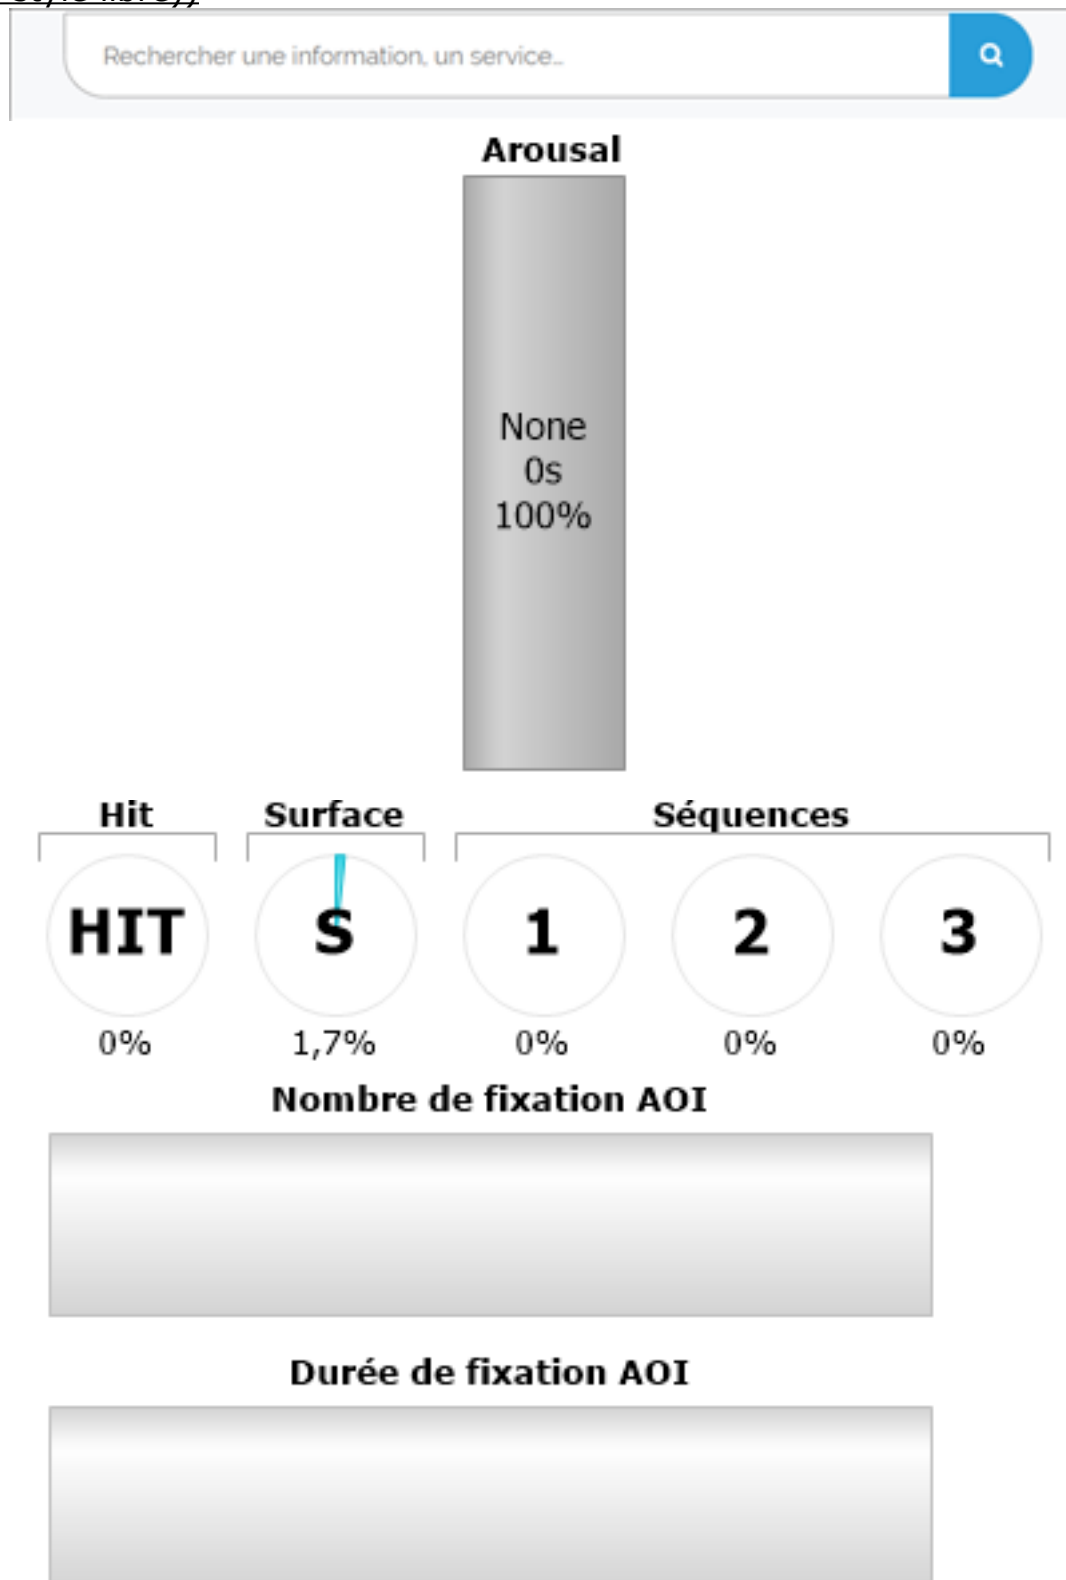 Rechercher une information, un service...
Arousal
None
0s
100%
Hit Surface Séquences
HIT S 1 2 3
0% 1,7% 0% 0% 0%
Nombre de fixation AOI
Durée de fixation AOI